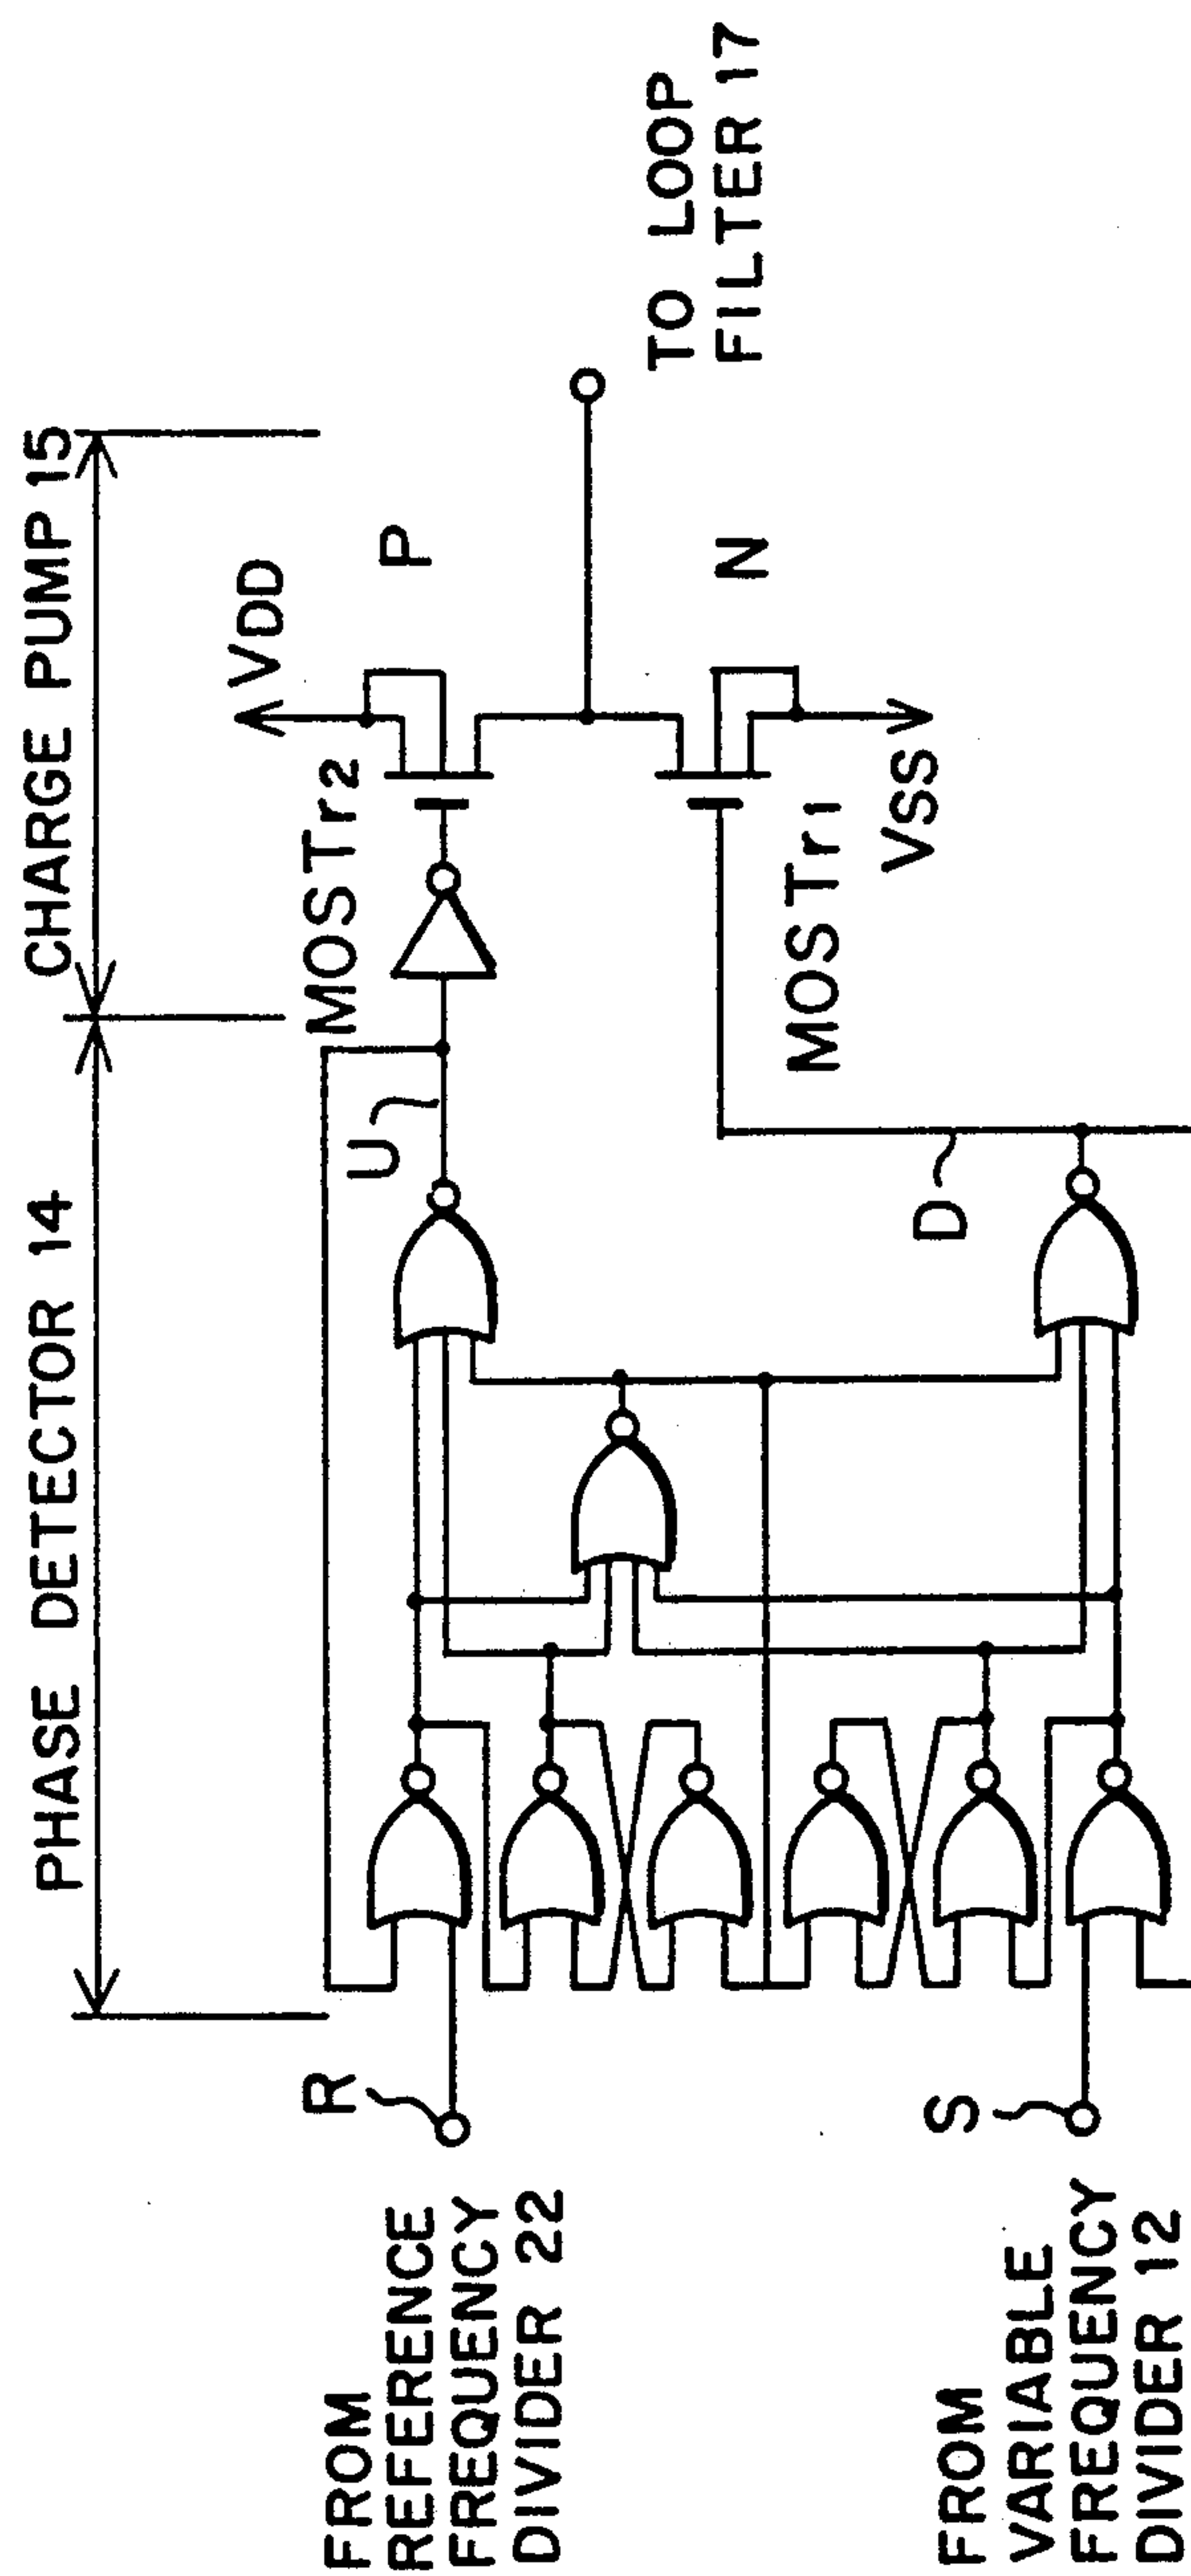 PHASE DETECTOR 14
CHARGE PUMP 15
VDD
MOSTr2
P
U
R
FROM
REFERENCE
FREQUENCY
DIVIDER 22
TO LOOP
FILTER 17
N
MOSTr1
VSS
D
S
FROM
VARIABLE
FREQUENCY
DIVIDER 12